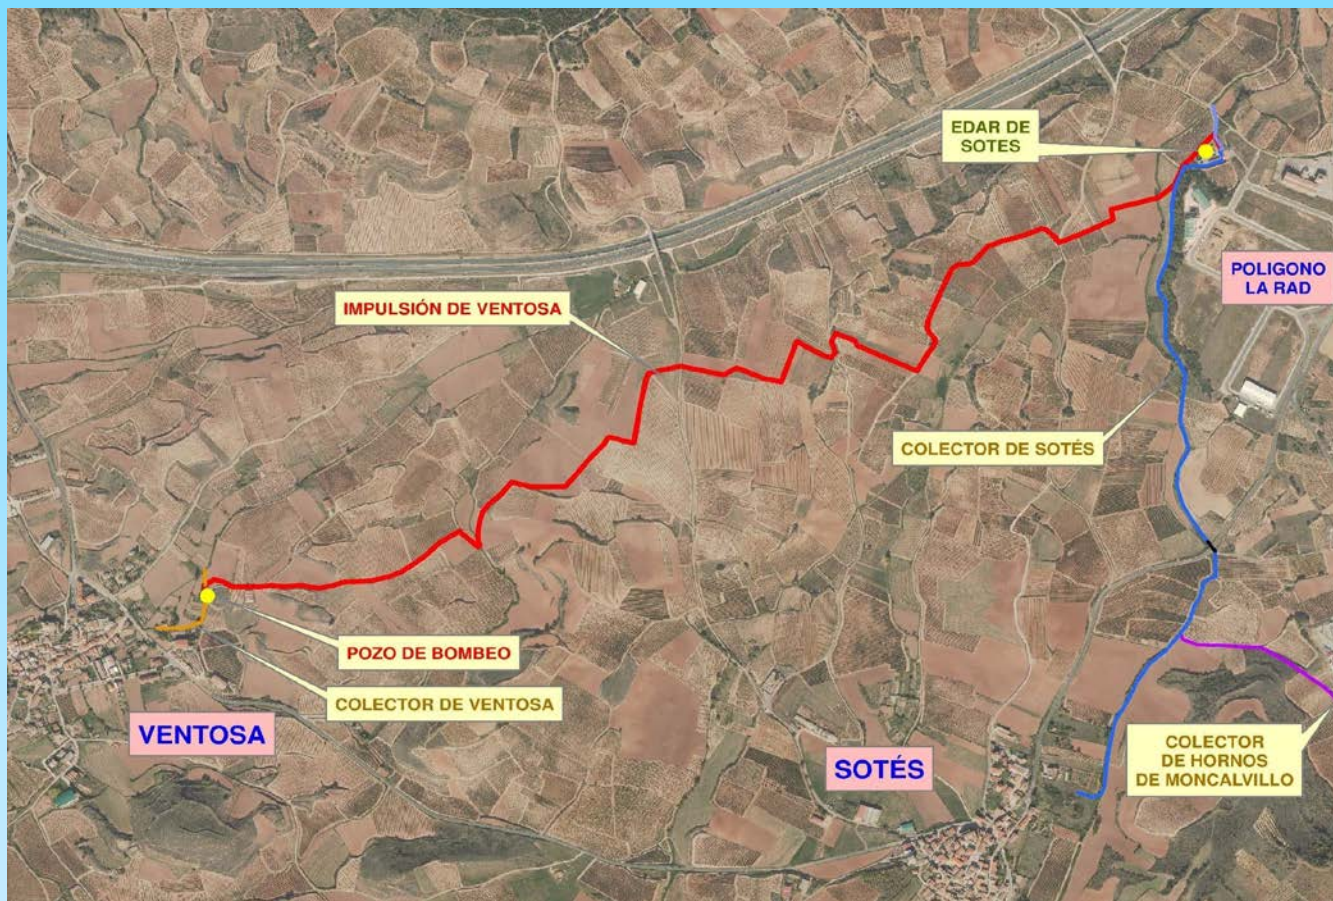 EDAR DE
SOTES
POLIGONO
LA RAD
IMPULSIÓN DE VENTOSA
COLECTOR DE SOTÉS
POZO DE BOMBEO
COLECTOR DE VENTOSA
VENTOSA
SOTÉS
COLECTOR
DE HORNOS
DE MONCALVILLO